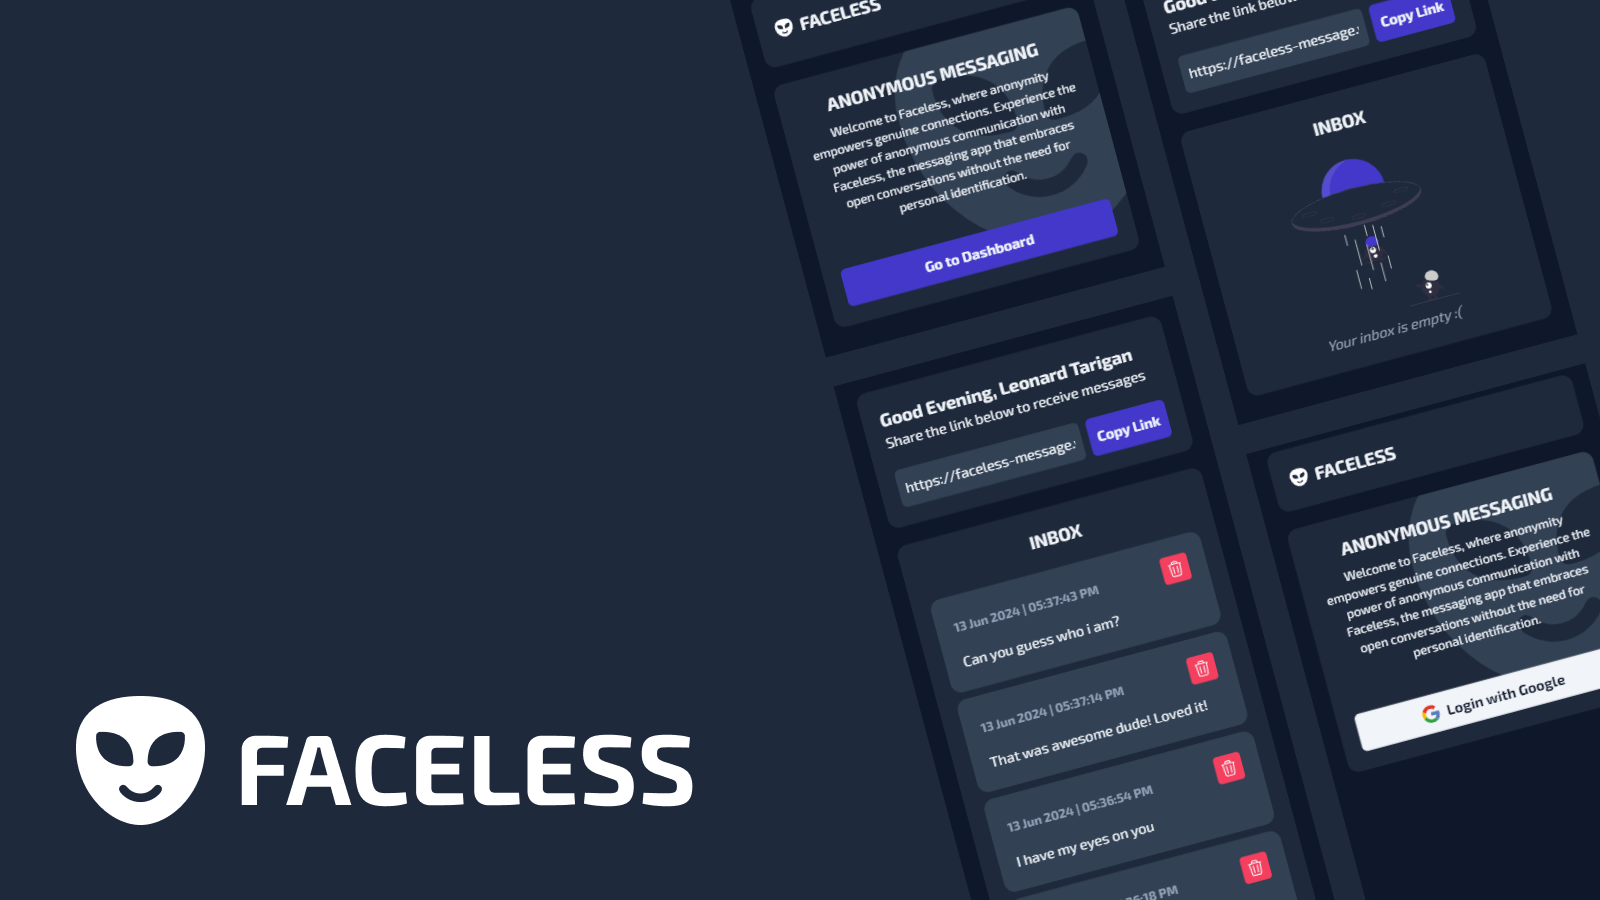 FACELESS
ANONYMOUS MESSAGING
Welcome to Faceless, where anonymity
empowers genuine connections. Experience the
power of anonymous communication with
Faceless, the messaging app that embraces
open conversations without the need for
personal identification.
Go to Dashboard
Good Evening, Leonard Tarigan
Share the link below to receive messages
https://faceless-message.
Copy Link
INBOX
13 Jun 2024 | 05:37:43 PM
Can you guess who i am?
13 Jun 2024 | 05:37:14 PM
That was awesome dude! Loved it!
13 Jun 2024 | 05:36:54 PM
I have my eyes on you
:18 PM
Good
Share the link below
https://faceless-message.
Copy Link
INBOX
Your inbox is empty :(
FACELESS
ANONYMOUS MESSAGING
Welcome to Faceless, where anonymity
empowers genuine connections. Experience the
power of anonymous communication with
Faceless, the messaging app that embraces
open conversations without the need for
personal identification.
Login with Google
FACELESS